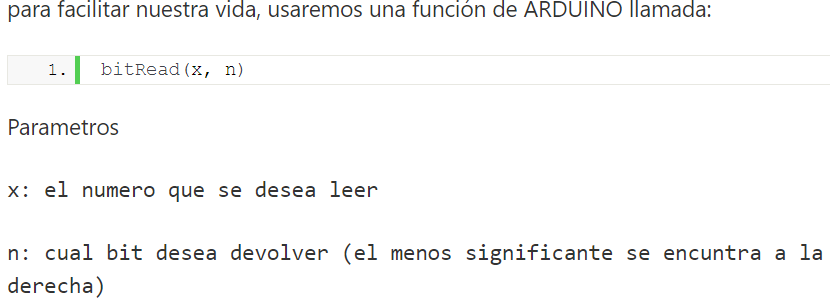 para facilitar nuestra vida, usaremos una función de ARDUINO llamada:
1. bitRead(x, n)
Parametros
x: el numero que se desea leer
n: cual bit desea devolver (el menos significante se encuntra a la
derecha)